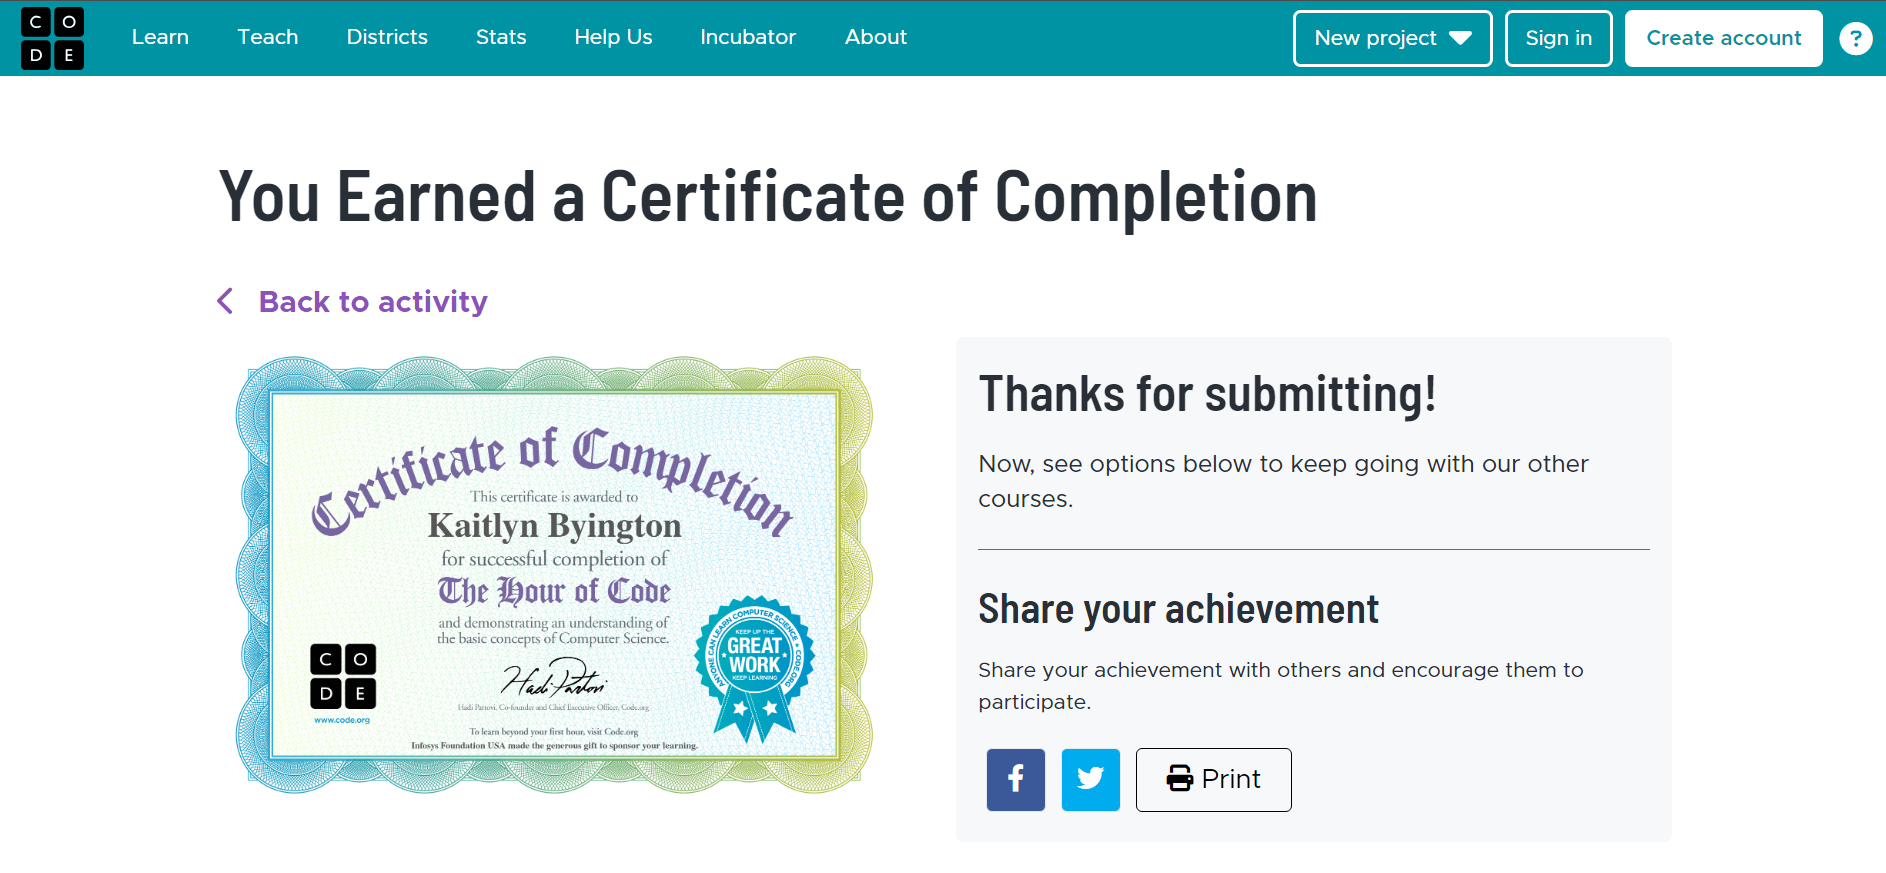 C O
D E
Learn
Teach
Districts
Stats
Help Us
Incubator
About
New project
Sign in
Create account
?
You Earned a Certificate of Completion
Back to activity
Certificate of Completion
This certificate is awarded to
Kaitlyn Byington
for successful completion of
The Hour of Code
and demonstrating an understanding of
the basic concepts of Computer Science.
C O
D E
www.code.org
Hadi Partovi
Hadi Partovi, Co-founder and Chief Executive Officer, Code.org
To learn beyond your first hour, visit Code.org
Infosys Foundation USA made the generous gift to sponsor your learning.
ANYONE CAN LEARN COMPUTER SCIENCE • CODE.ORG
KEEP UP THE
GREAT
WORK
KEEP LEARNING
Thanks for submitting!
Now, see options below to keep going with our other
courses.
Share your achievement
Share your achievement with others and encourage them to
participate.
f
Print